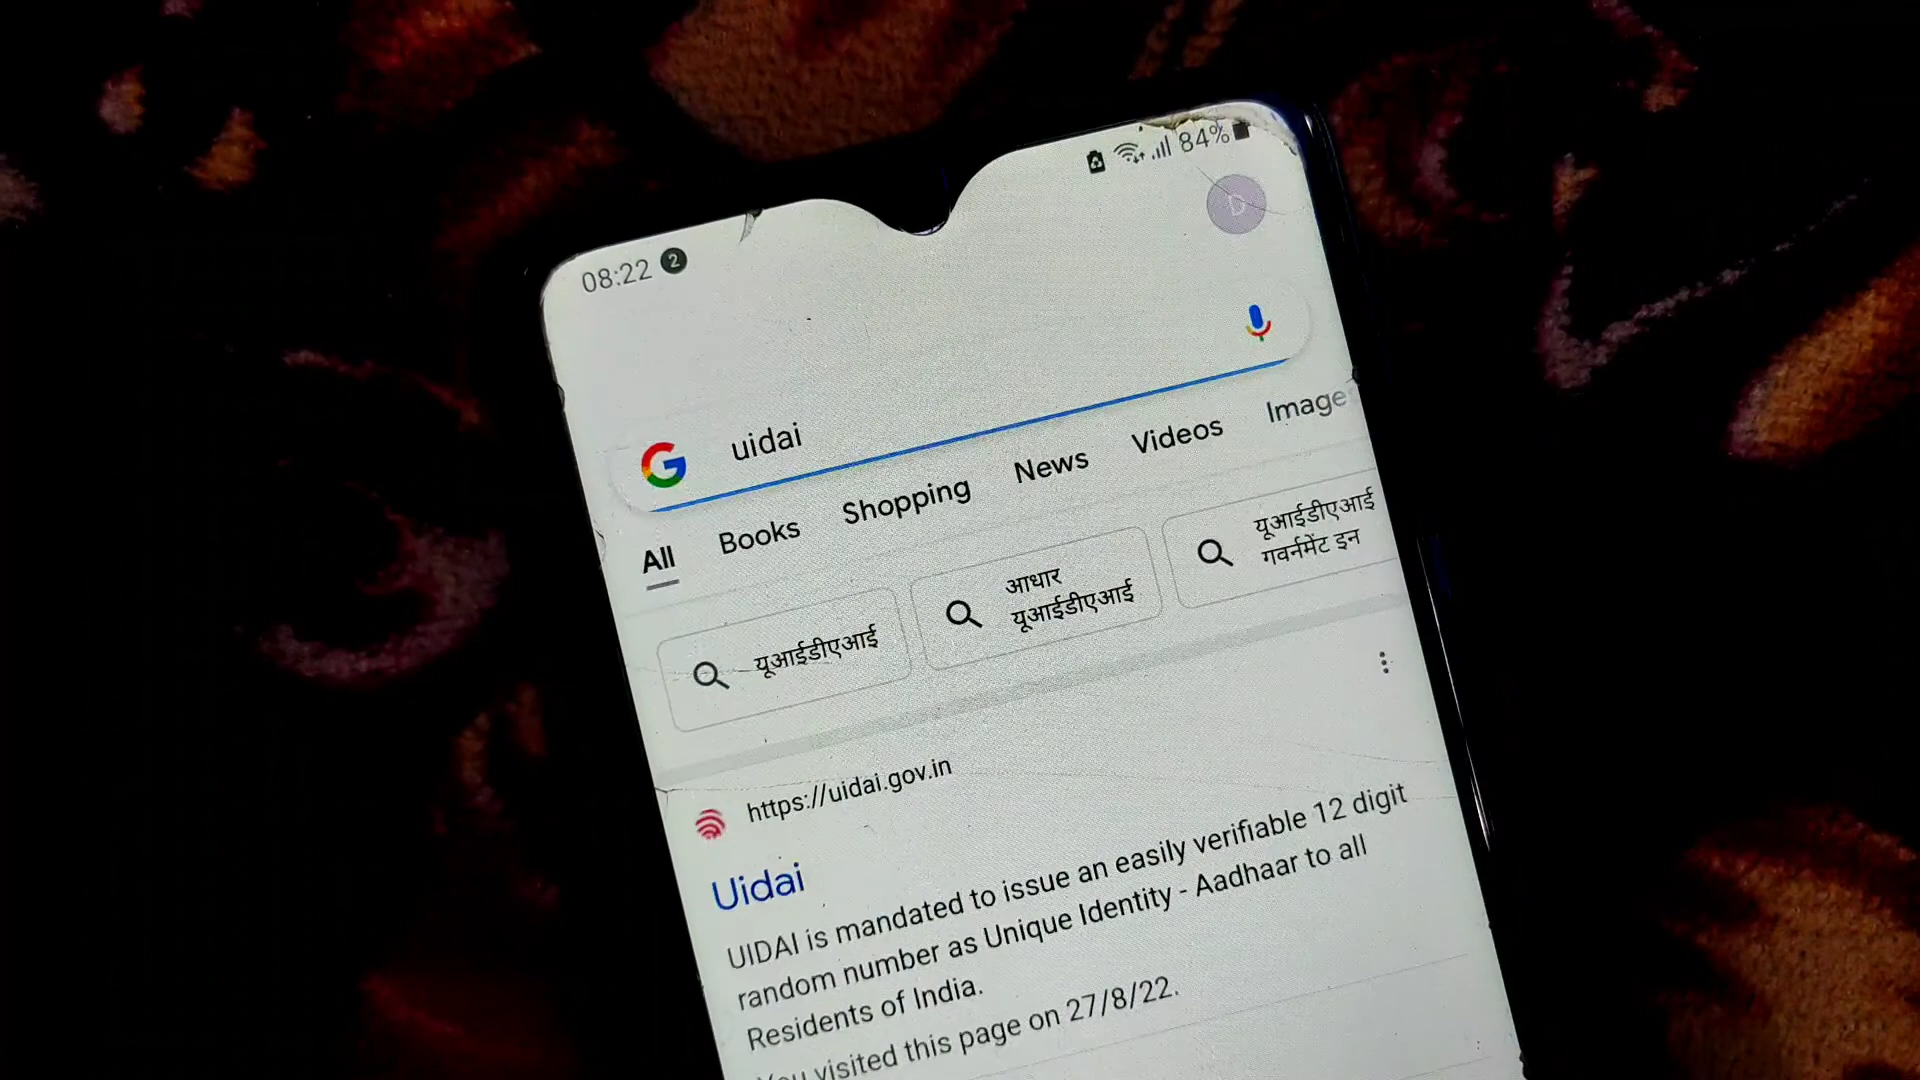 08:22 2
84%
D
uidai
All Books Shopping News Videos Image
यूआईडीएआई
आधार
यूआईडीएआई
यूआईडीएआई
गवर्नमेंट इन
https://uidai.gov.in
Uidai
UIDAI is mandated to issue an easily verifiable 12 digit
random number as Unique Identity - Aadhaar to all
Residents of India.
You visited this page on 27/8/22.